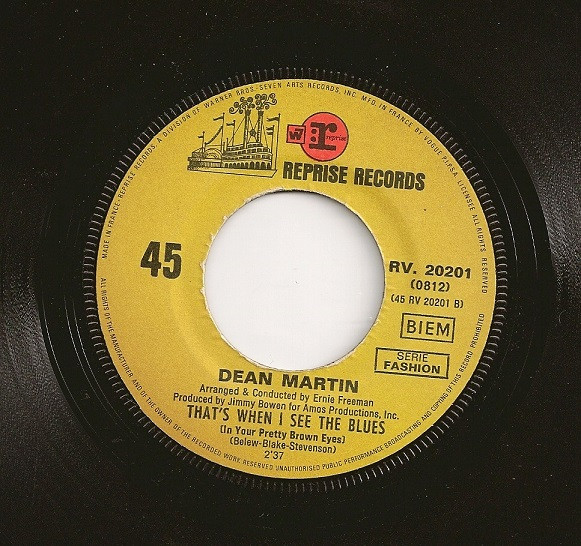 MADE IN FRANCE·REPRISE RECORDS, A DIVISION OF WARNER BROS.-SEVEN ARTS RECORDS, INC. MFD. IN FRANCE BY VOGUE P.I.P.S.A. LICENSEE ALL RIGHTS RESERVED
W7
r
reprise
REPRISE RECORDS
45
RV. 20201
(0812)
(45 RV 20201 B)
BIEM
SÉRIE
FASHION
DEAN MARTIN
Arranged & Conducted by Ernie Freeman
Produced by Jimmy Bowen for Amos Productions, Inc.
THAT'S WHEN I SEE THE BLUES
(In Your Pretty Brown Eyes)
(Belew-Blake-Stevenson)
2'37
ALL RIGHTS OF THE MANUFACTURER AND OF THE OWNER OF THE RECORDED WORK RESERVED UNAUTHORISED PUBLIC PERFORMANCE BROADCASTING AND COPYING OF THIS RECORD PROHIBITED